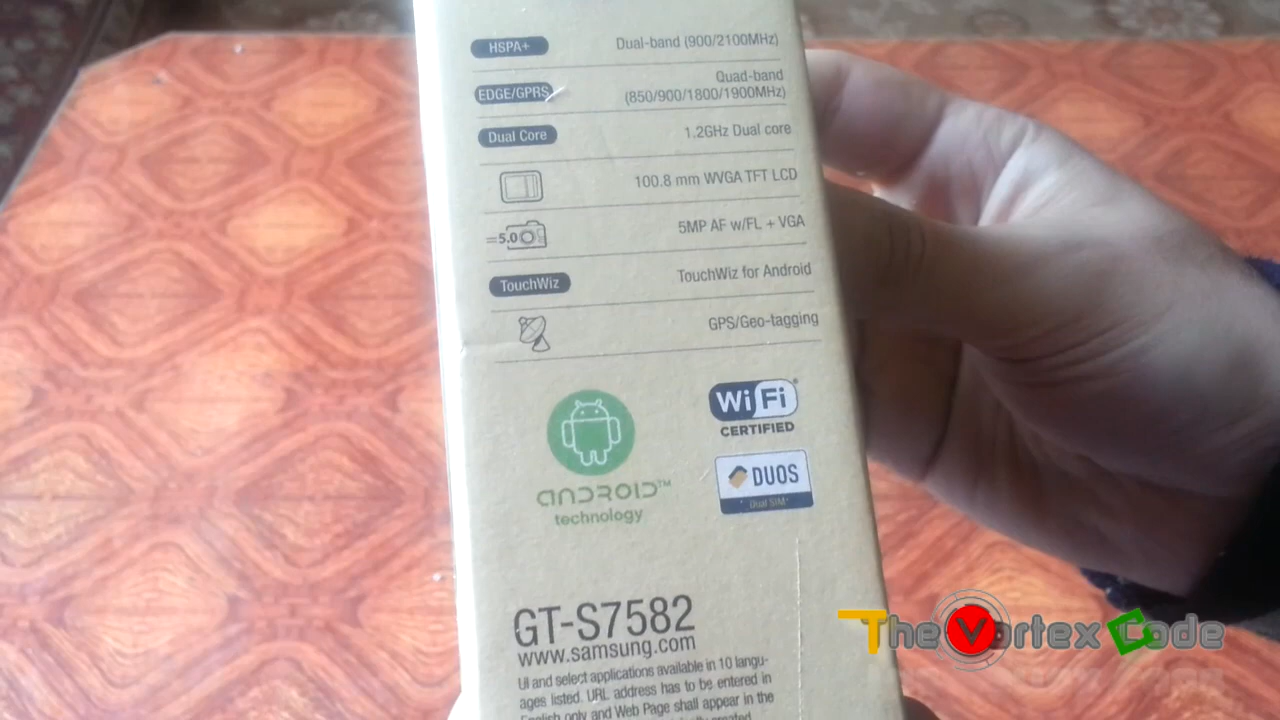 HSPA+ Dual-band (900/2100MHz)
EDGE/GPRS Quad-band
(850/900/1800/1900MHz)
Dual Core 1.2GHz Dual core
100.8 mm WVGA TFT LCD
=5.0 5MP AF w/FL + VGA
TouchWiz TouchWiz for Android
GPS/Geo-tagging
Wi Fi®
CERTIFIED
DUOS
Dual SIM
ANDROID™
technology
GT-S7582
www.samsung.com
UI and select applications available in 10 langu-
ages listed. URL address has to be entered in
English only and Web Page shall appear in the
created
The Vortex Code